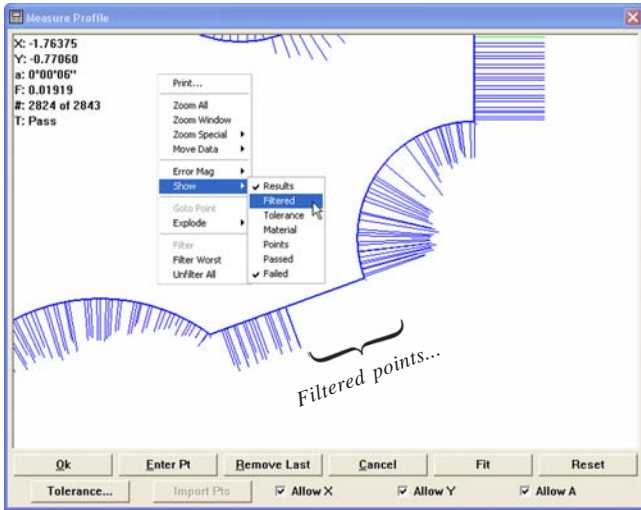 Measure Profile
X: -1.76375
Y: -0.77060
a: 0°00'06''
F: 0.01919
#: 2824 of 2843
T: Pass
Print...
Zoom All
Zoom Window
Zoom Special
Move Data
Error Mag
Show
Goto Point
Explode
Filter
Filter Worst
Unfilter All
Results
Filtered
Tolerance
Material
Points
Passed
Failed
Filtered points...
Ok Enter Pt Remove Last Cancel Fit Reset
Tolerance... Import Pts Allow X Allow Y Allow A